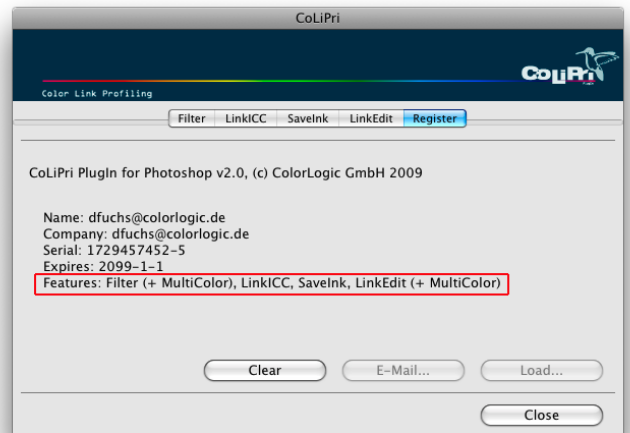 CoLiPri
CoLiPri
Color Link Profiling
Filter LinkICC SaveInk LinkEdit Register
CoLiPri PlugIn for Photoshop v2.0, (c) ColorLogic GmbH 2009
Name: dfuchs@colorlogic.de
Company: dfuchs@colorlogic.de
Serial: 1729457452-5
Expires: 2099-1-1
Features: Filter (+ MultiColor), LinkICC, SaveInk, LinkEdit (+ MultiColor)
Clear E-Mail... Load...
Close